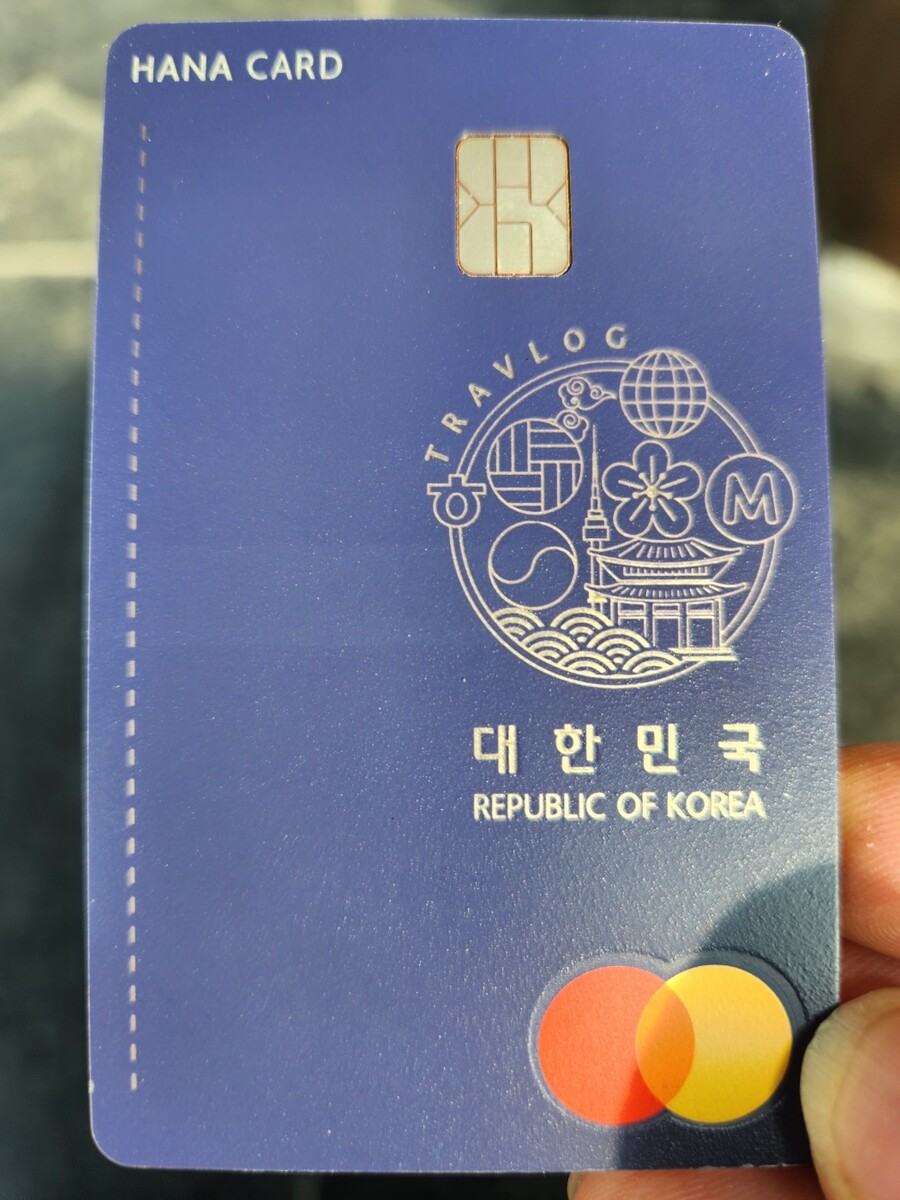 HANA CARD
TRAVLOG
ㅎ
M
대한민국
REPUBLIC OF KOREA